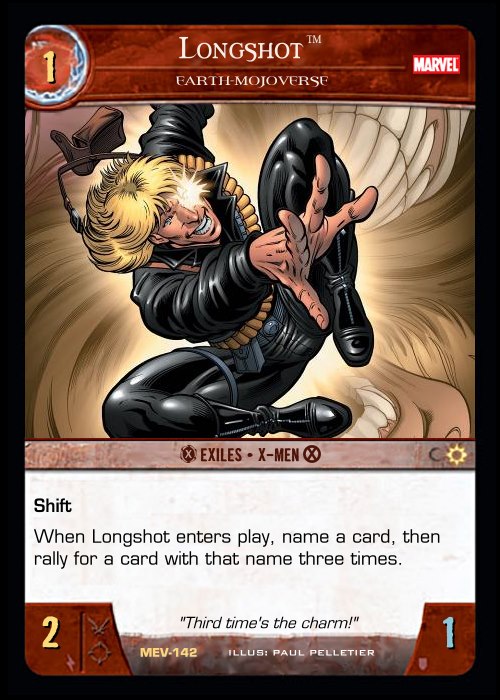 1
LONGSHOT™
EARTH-MOJOVERSE
MARVEL
EXILES • X-MEN
Shift
When Longshot enters play, name a card, then
rally for a card with that name three times.
"Third time's the charm!"
2
1
MEV-142 ILLUS: PAUL PELLETIER